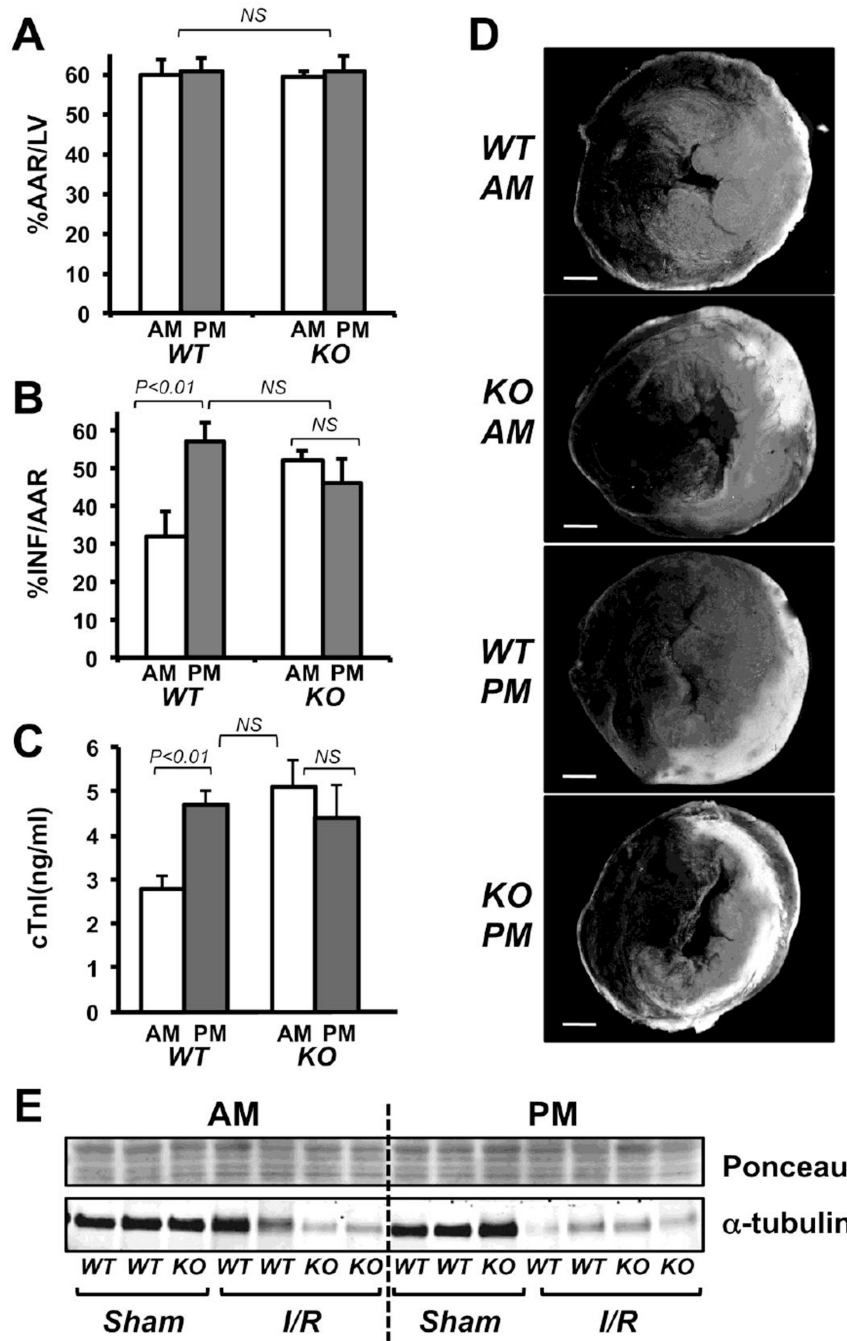 A
NS
%AAR/LV
60
50
40
30
20
10
0
AM PM AM PM
WT KO
B
P<0.01 NS
NS
%INF/AAR
60
50
40
30
20
10
0
AM PM AM PM
WT KO
C
NS
P<0.01 NS
cTnI(ng/ml)
6
5
4
3
2
1
0
AM PM AM PM
WT KO
D
WT
AM
KO
AM
WT
PM
KO
PM
E
AM PM
Ponceau
α-tubulin
WT WT KO WT WT KO KO WT WT KO WT WT KO KO
Sham I/R Sham I/R